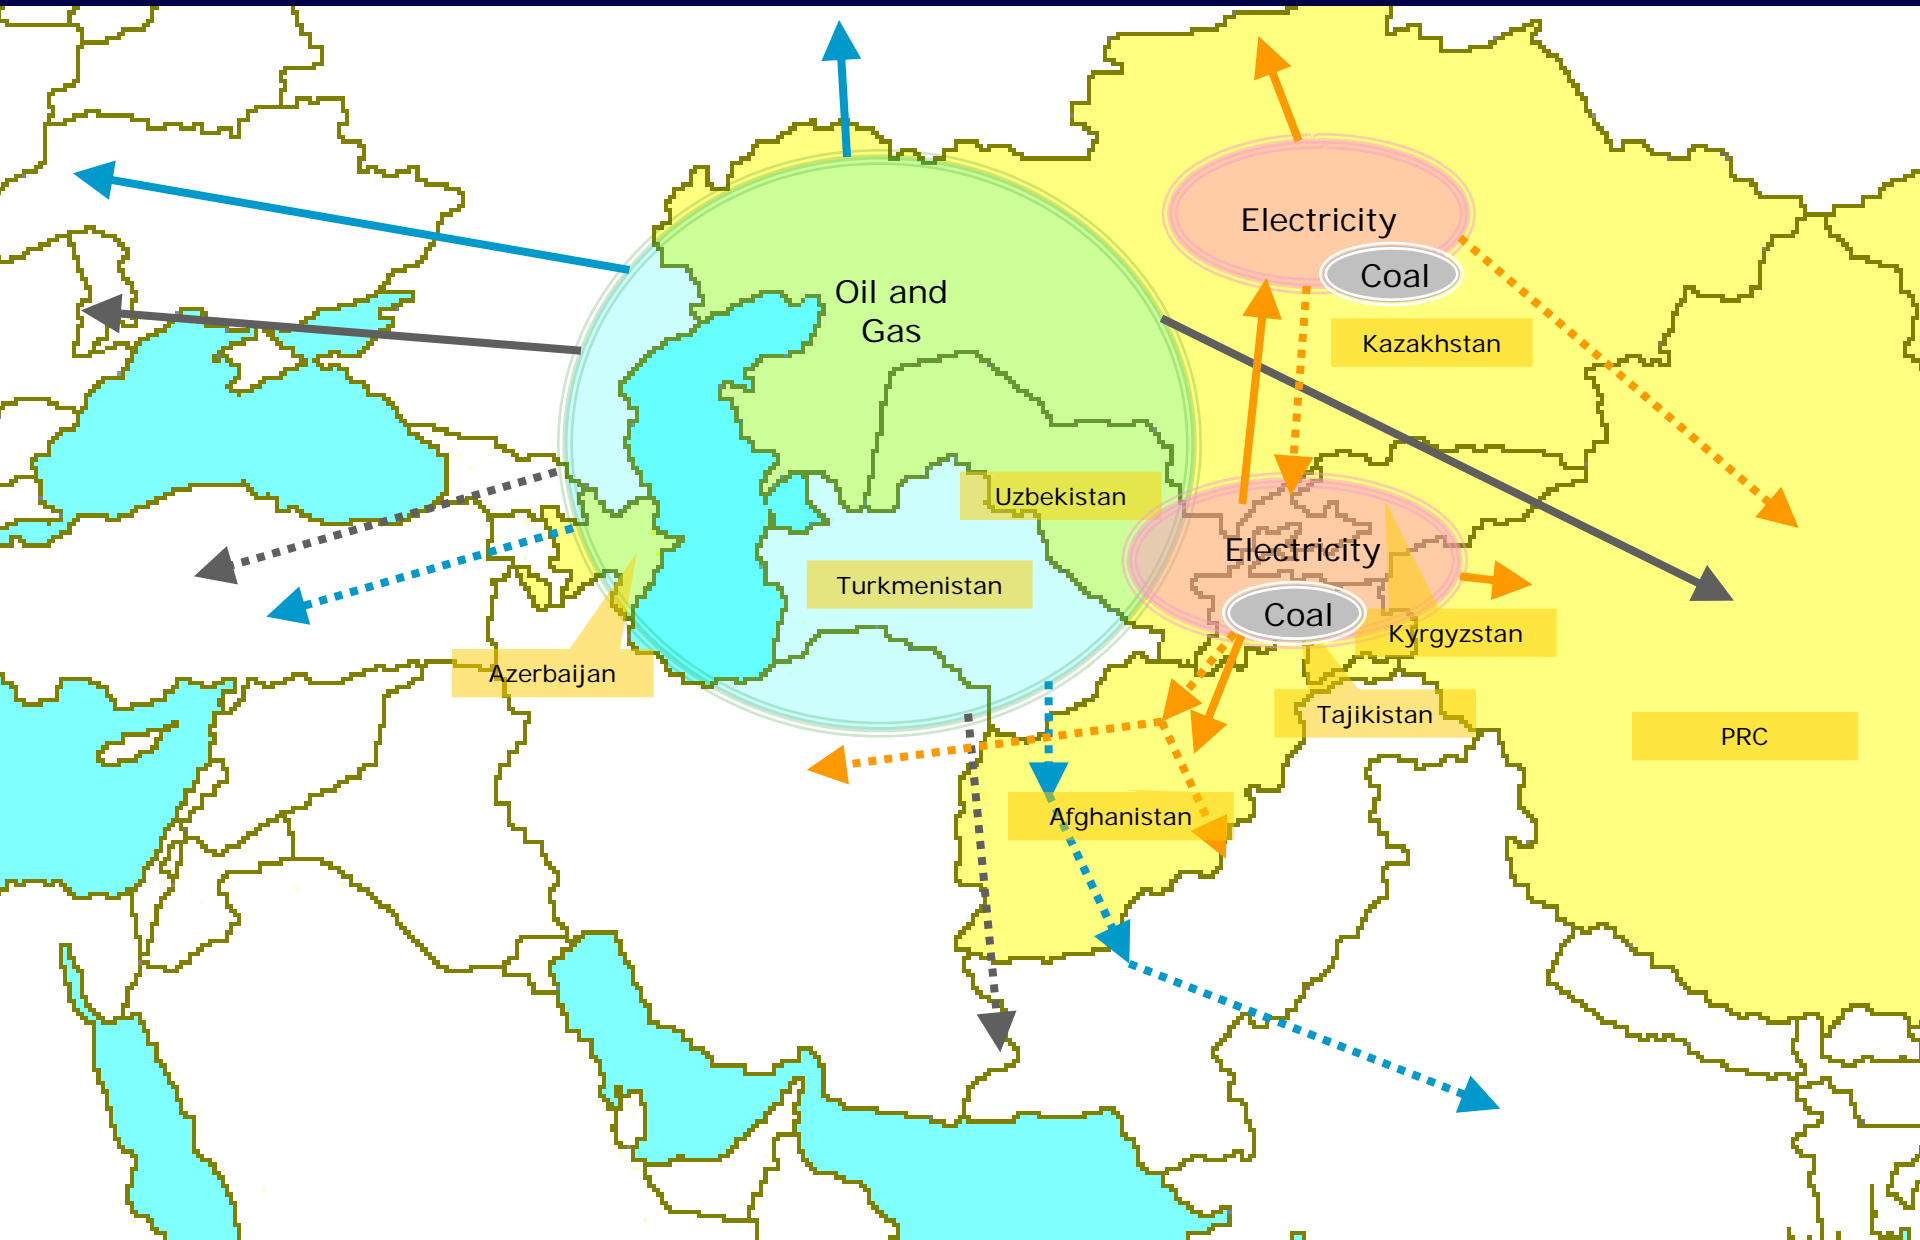 Electricity
Coal
Oil and
Gas
Kazakhstan
Uzbekistan
Electricity
Turkmenistan
Coal
Kyrgyzstan
Azerbaijan
Tajikistan
PRC
Afghanistan